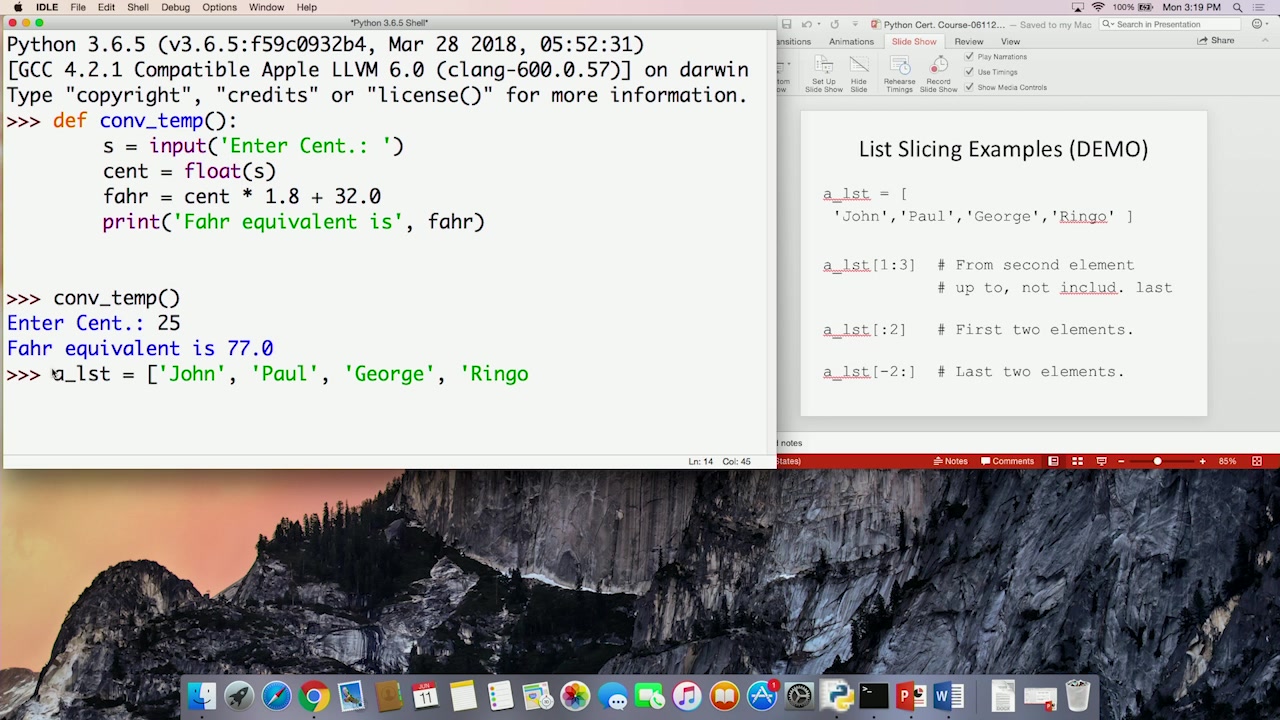 IDLE File Edit Shell Debug Options Window Help 100% Mon 3:19 PM
*Python 3.6.5 Shell*
Python 3.6.5 (v3.6.5:f59c0932b4, Mar 28 2018, 05:52:31)
[GCC 4.2.1 Compatible Apple LLVM 6.0 (clang-600.0.57)] on darwin
Type "copyright", "credits" or "license()" for more information.
>>> def conv_temp():
s = input('Enter Cent.: ')
cent = float(s)
fahr = cent * 1.8 + 32.0
print('Fahr equivalent is', fahr)
>>> conv_temp()
Enter Cent.: 25
Fahr equivalent is 77.0
>>> a_lst = ['John', 'Paul', 'George', 'Ringo
Ln: 14 Col: 45
Python Cert. Course-06112... — Saved to my Mac
Search in Presentation
nsitions Animations Slide Show Review View Share
Set Up Slide Show
Hide Slide
Rehearse Timings
Record Slide Show
Play Narrations
Use Timings
Show Media Controls
List Slicing Examples (DEMO)
a_lst = [
'John','Paul','George','Ringo' ]
a_lst[1:3] # From second element
# up to, not includ. last
a_lst[:2] # First two elements.
a_lst[-2:] # Last two elements.
notes
States) Notes Comments 85%
JUN
11
1